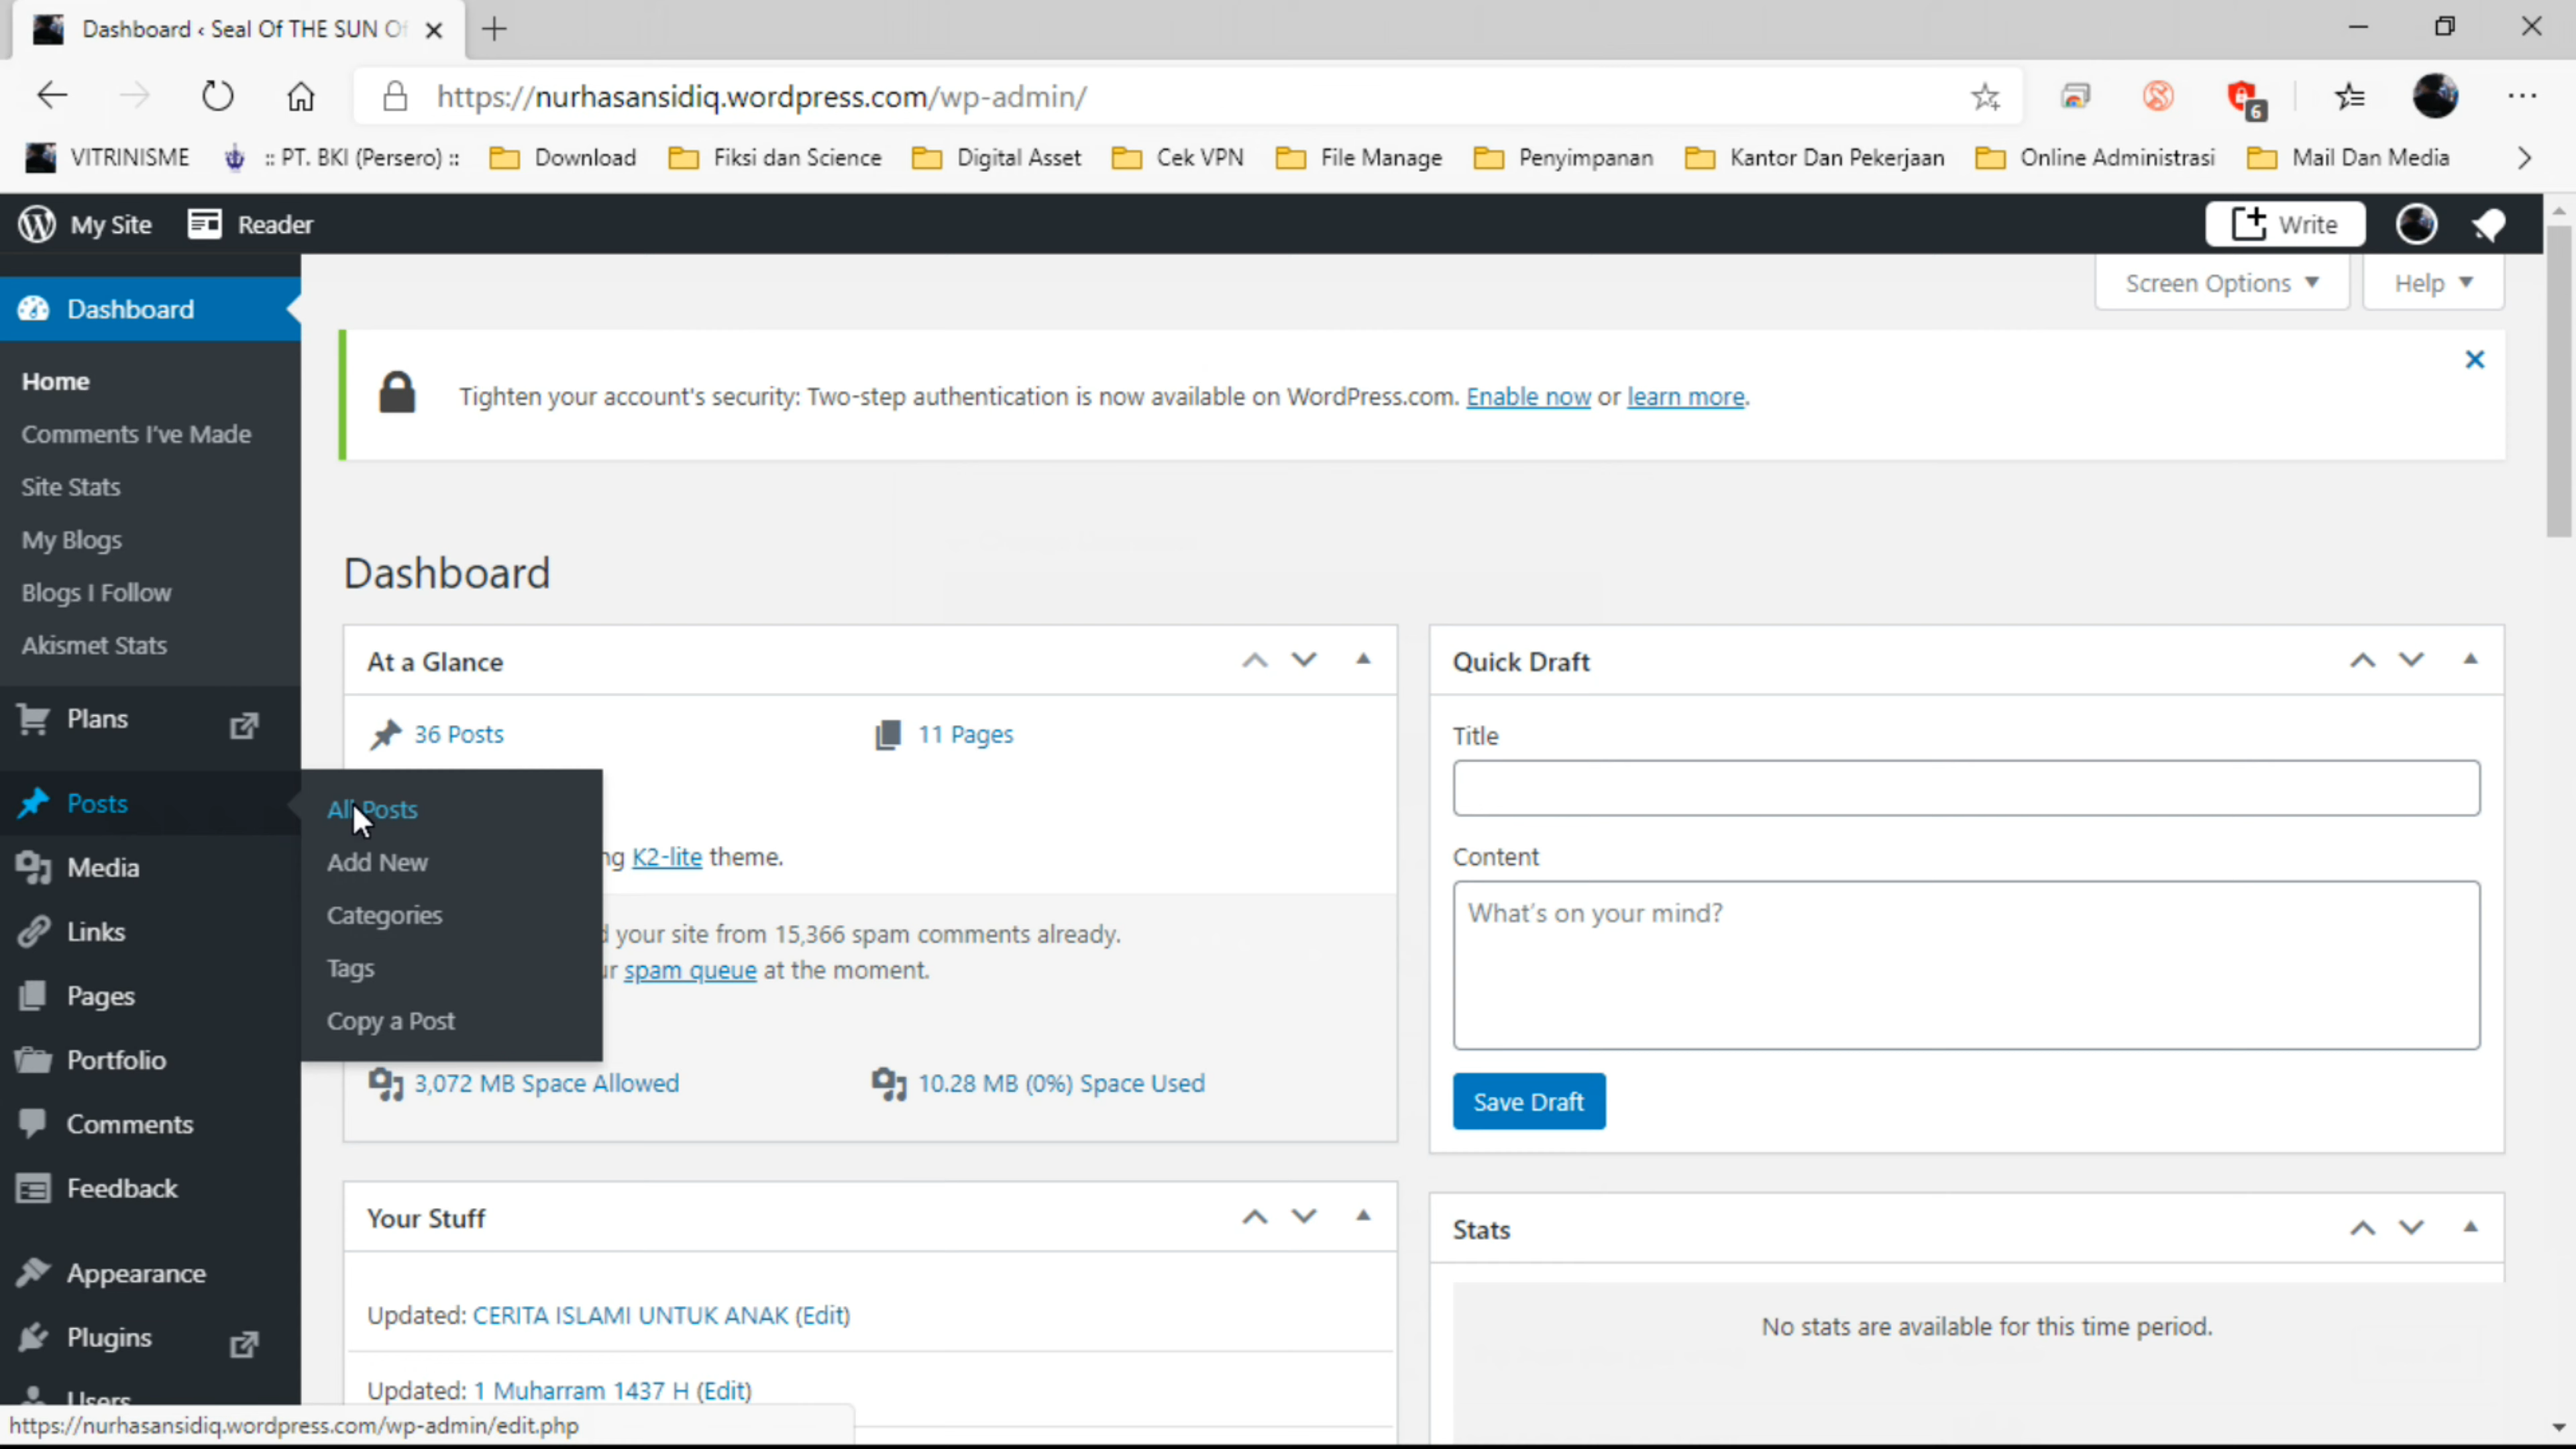 Dashboard ‹ Seal Of THE SUN Of
https://nurhasansidiq.wordpress.com/wp-admin/
6
VITRINISME
:: PT. BKI (Persero) ::
Download
Fiksi dan Science
Digital Asset
Cek VPN
File Manage
Penyimpanan
Kantor Dan Pekerjaan
Online Administrasi
Mail Dan Media
My Site
Reader
Write
Screen Options
Help
Dashboard
Home
Comments I've Made
Site Stats
My Blogs
Blogs I Follow
Akismet Stats
Plans
Posts
Media
Links
Pages
Portfolio
Comments
Feedback
Appearance
Plugins
Users
All Posts
Add New
Categories
Tags
Copy a Post
Tighten your account's security: Two-step authentication is now available on WordPress.com. Enable now or learn more.
Dashboard
At a Glance
36 Posts
11 Pages
ng K2-lite theme.
d your site from 15,366 spam comments already.
ur spam queue at the moment.
3,072 MB Space Allowed
10.28 MB (0%) Space Used
Your Stuff
Updated: CERITA ISLAMI UNTUK ANAK (Edit)
Updated: 1 Muharram 1437 H (Edit)
Quick Draft
Title
Content
What's on your mind?
Save Draft
Stats
No stats are available for this time period.
https://nurhasansidiq.wordpress.com/wp-admin/edit.php